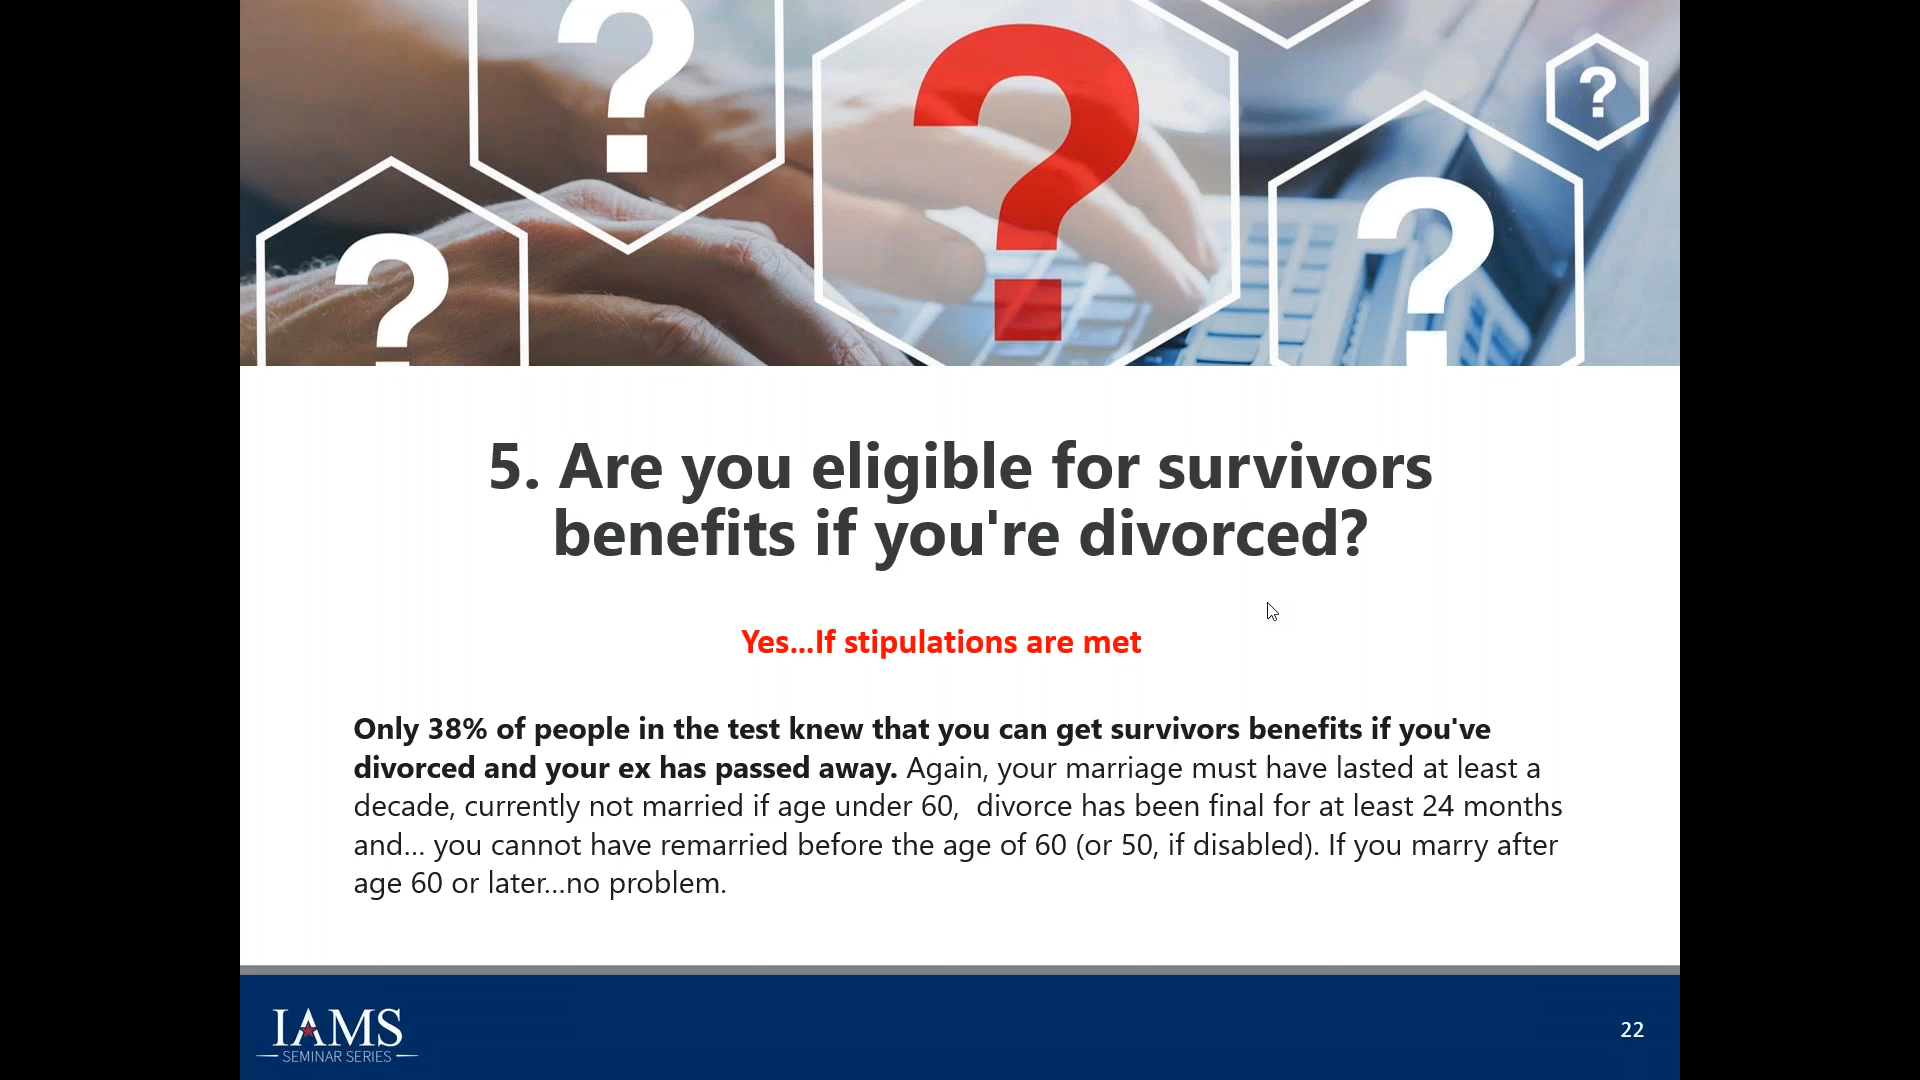 ?
?
?
?
?
5. Are you eligible for survivors
benefits if you're divorced?
Yes...If stipulations are met
Only 38% of people in the test knew that you can get survivors benefits if you've
divorced and your ex has passed away. Again, your marriage must have lasted at least a
decade, currently not married if age under 60,  divorce has been final for at least 24 months
and... you cannot have remarried before the age of 60 (or 50, if disabled). If you marry after
age 60 or later...no problem.
IAMS
SEMINAR SERIES
22